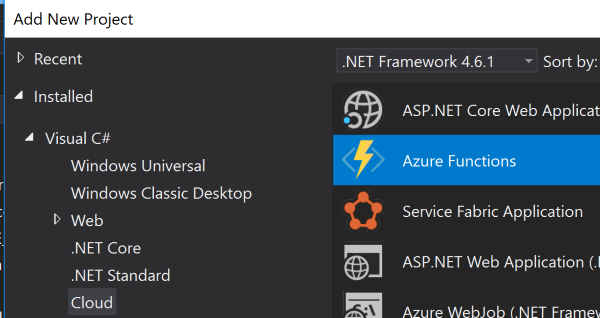 Add New Project
Recent
.NET Framework 4.6.1
Sort by:
Installed
Visual C#
Windows Universal
Windows Classic Desktop
Web
.NET Core
.NET Standard
Cloud
ASP.NET Core Web Applica
Azure Functions
Service Fabric Application
ASP.NET Web Application (.
Azure WebJob (.NET Framew